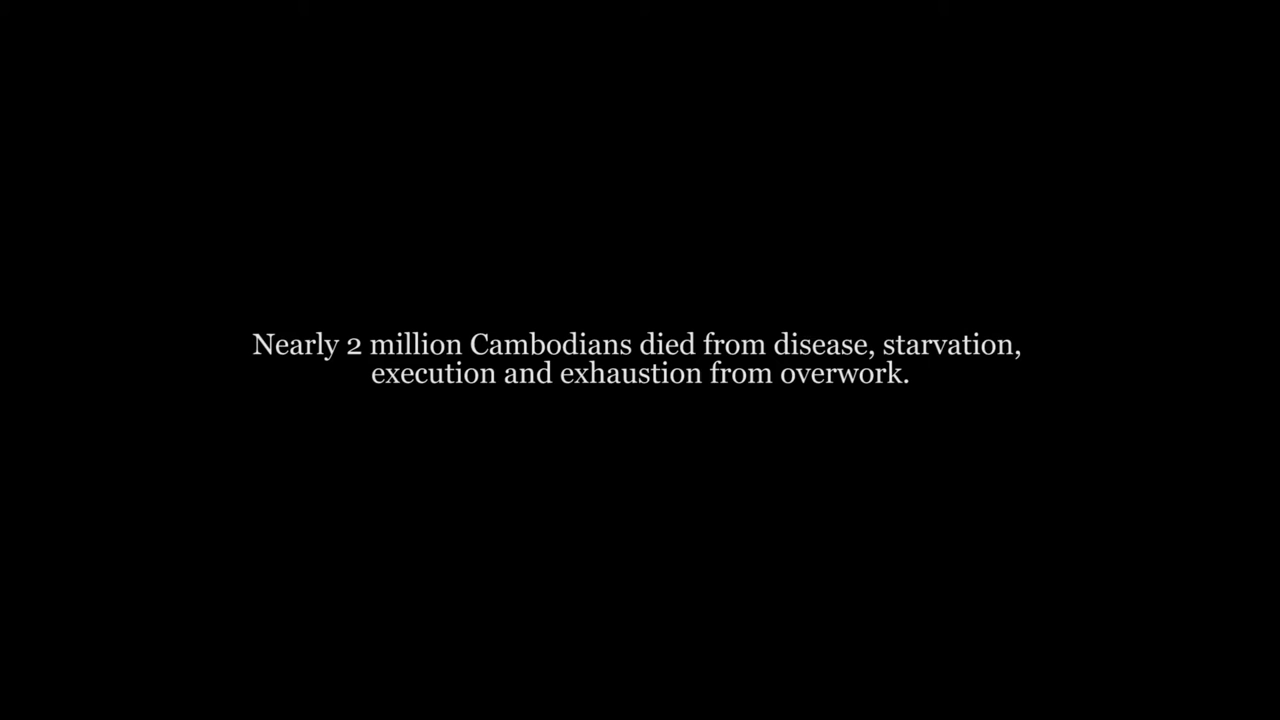 Nearly 2 million Cambodians died from disease, starvation,
execution and exhaustion from overwork.